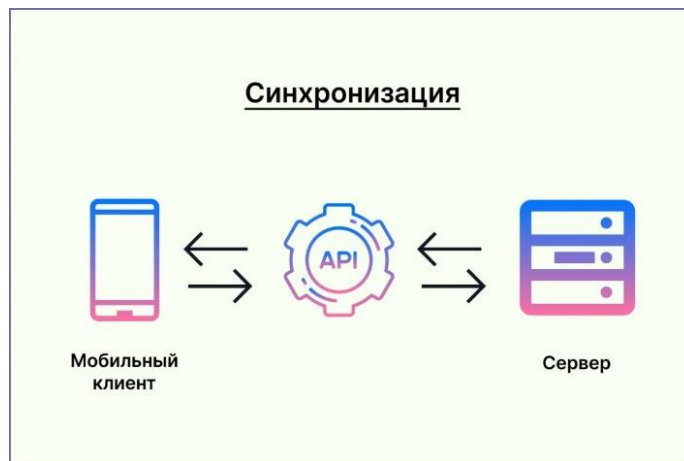 Синхронизация
API
Мобильный
клиент
Сервер